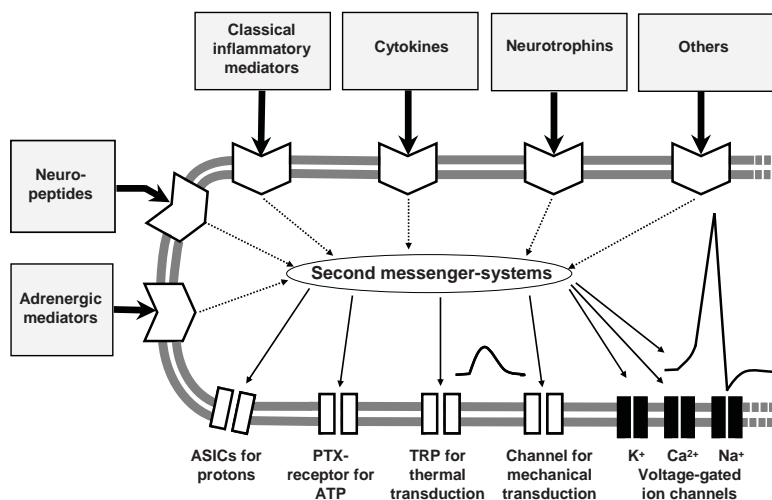 Classical
inflammatory
mediators
Cytokines
Neurotrophins
Others
Neuro-
peptides
Adrenergic
mediators
Second messenger-systems
ASICs for
protons
PTX-
receptor for
ATP
TRP for
thermal
transduction
Channel for
mechanical
transduction
K⁺ Ca²⁺ Na⁺
Voltage-gated
ion channels